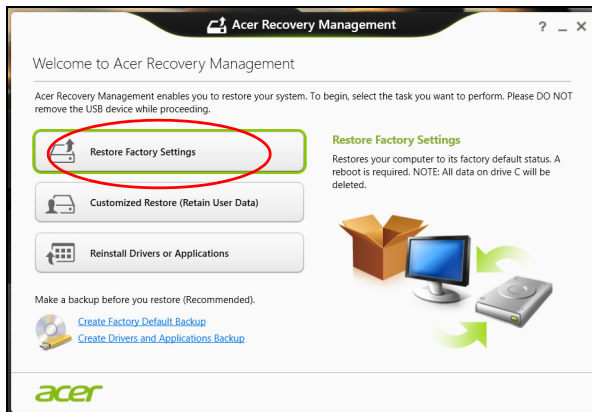 Acer Recovery Management
? _ X
Welcome to Acer Recovery Management
Acer Recovery Management enables you to restore your system. To begin, select the task you want to perform. Please DO NOT
remove the USB device while proceeding.
Restore Factory Settings
Customized Restore (Retain User Data)
Reinstall Drivers or Applications
Restore Factory Settings
Restores your computer to its factory default status. A
reboot is required. NOTE: All data on drive C will be
deleted.
Make a backup before you restore (Recommended).
Create Factory Default Backup
Create Drivers and Applications Backup
acer